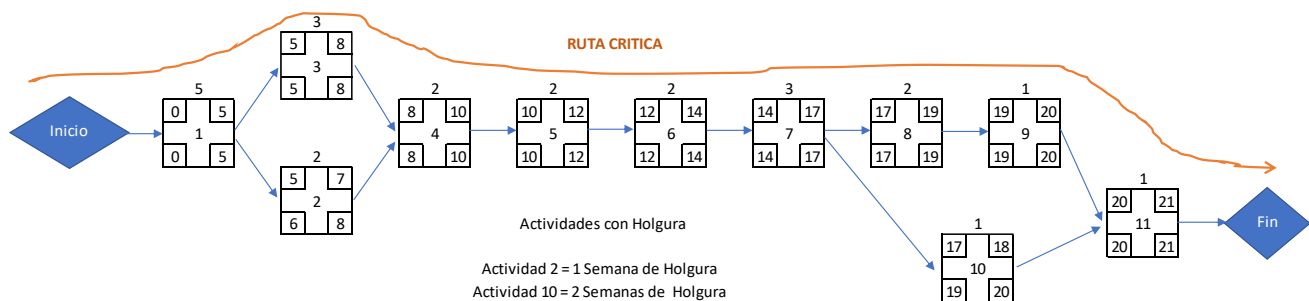 3
5 8
RUTA CRITICA
3
5 8
5 2 2 2 3 2 1
0 5 8 10 10 12 12 14 14 17 17 19 19 20
Inicio 1 4 5 6 7 8 9
0 5 8 10 10 12 12 14 14 17 17 19 19 20
2
5 7
2
6 8
1
20 21
11
20 21
Fin
Actividades con Holgura
1
17 18
10
19 20
Actividad 2 = 1 Semana de Holgura
Actividad 10 = 2 Semanas de Holgura